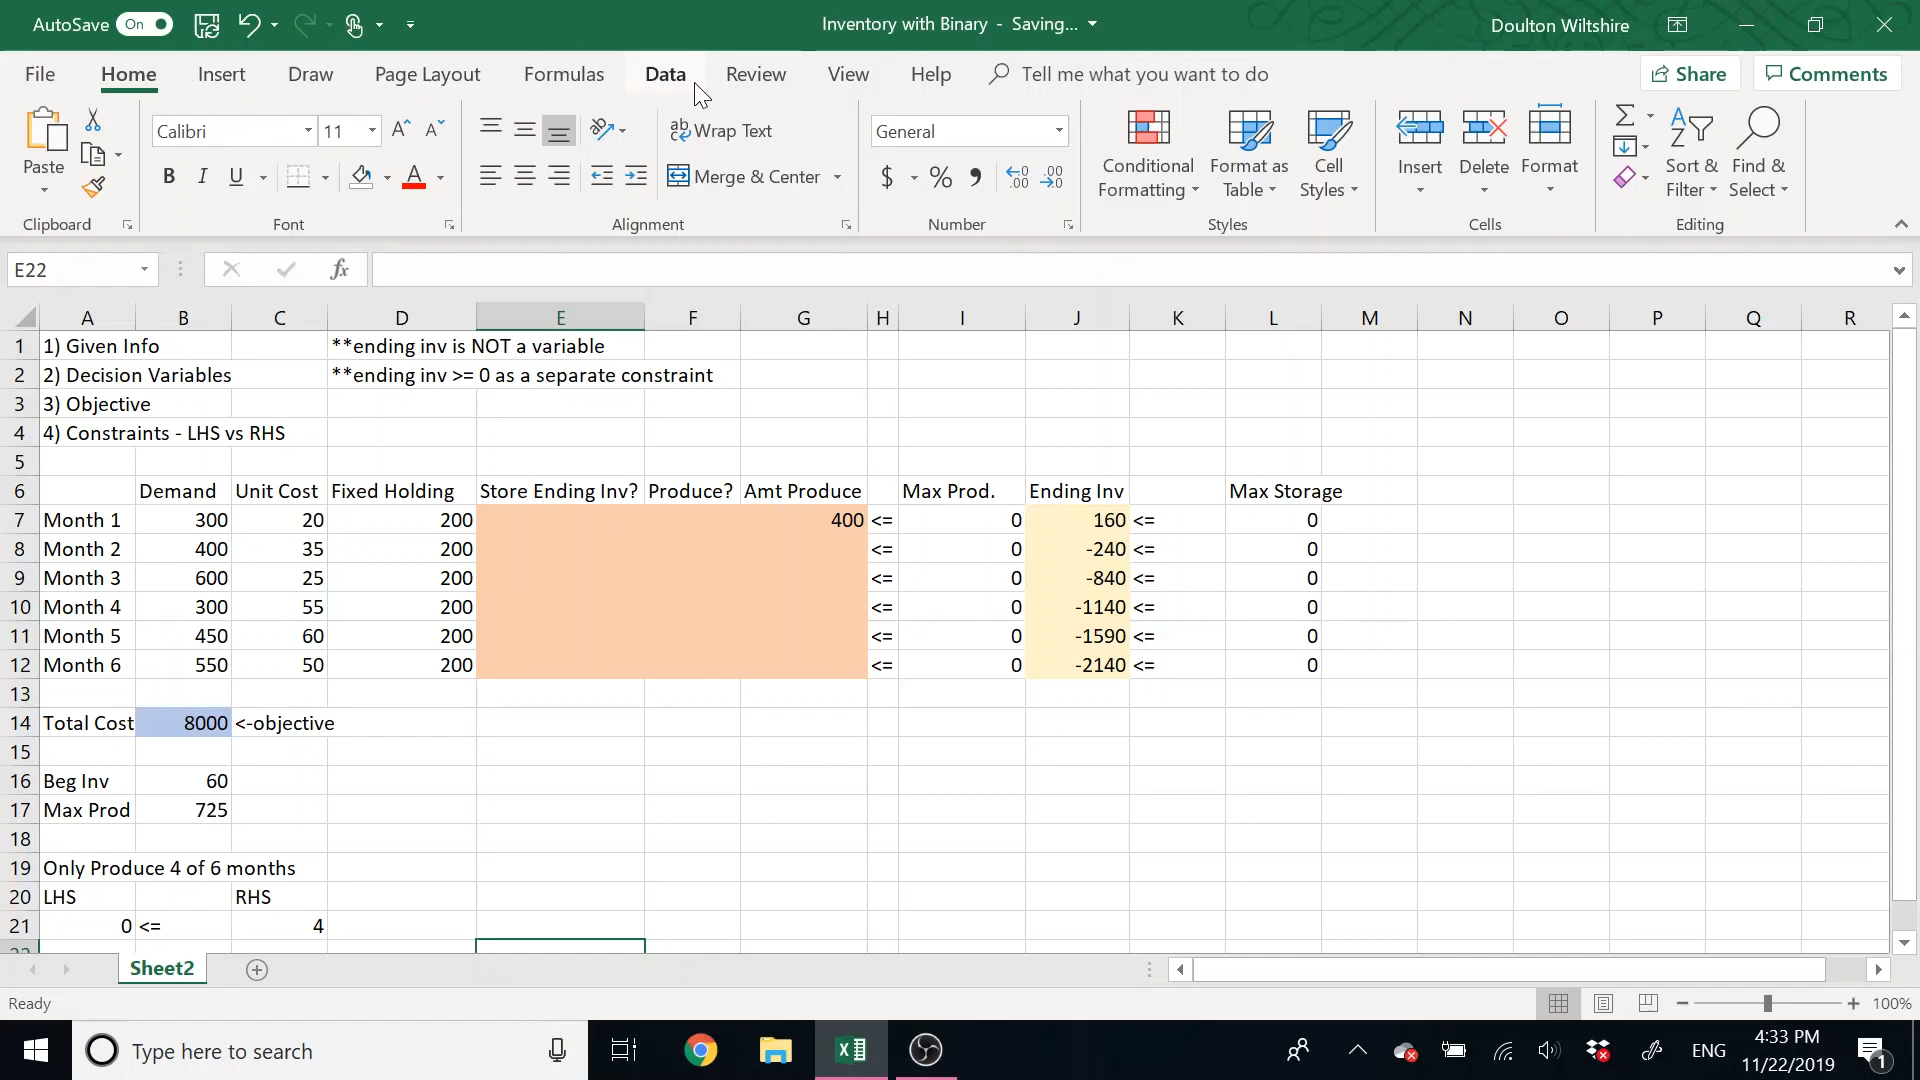 AutoSave On Inventory with Binary - Saving... Doulton Wiltshire
File Home Insert Draw Page Layout Formulas Data Review View Help Tell me what you want to do Share Comments
Calibri 11 Wrap Text General
Paste B I U Merge & Center $ % , Conditional Formatting Format as Table Cell Styles Insert Delete Format Sort & Filter Find & Select
Clipboard Font Alignment Number Styles Cells Editing
E22 fx
A B C D E F G H I J K L M N O P Q R
1 1) Given Info **ending inv is NOT a variable
2 2) Decision Variables **ending inv >= 0 as a separate constraint
3 3) Objective
4 4) Constraints - LHS vs RHS
5
6 Demand Unit Cost Fixed Holding Store Ending Inv? Produce? Amt Produce Max Prod. Ending Inv Max Storage
7 Month 1 300 20 200 400 <= 0 160 <= 0
8 Month 2 400 35 200 <= 0 -240 <= 0
9 Month 3 600 25 200 <= 0 -840 <= 0
10 Month 4 300 55 200 <= 0 -1140 <= 0
11 Month 5 450 60 200 <= 0 -1590 <= 0
12 Month 6 550 50 200 <= 0 -2140 <= 0
13
14 Total Cost 8000 <-objective
15
16 Beg Inv 60
17 Max Prod 725
18
19 Only Produce 4 of 6 months
20 LHS RHS
21 0 <= 4
22
Sheet2
Ready 100%
Type here to search ENG 4:33 PM
11/22/2019 1